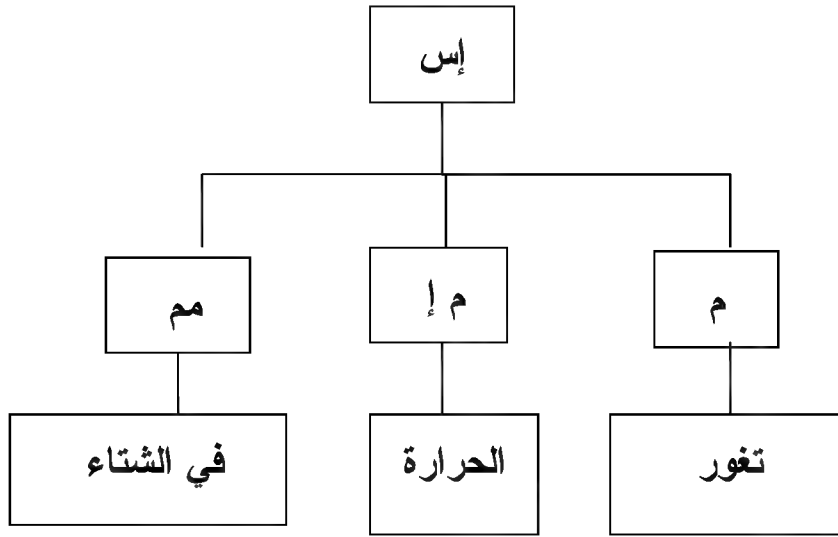 إس
م
م إ
مم
تغور
الحرارة
في الشتاء